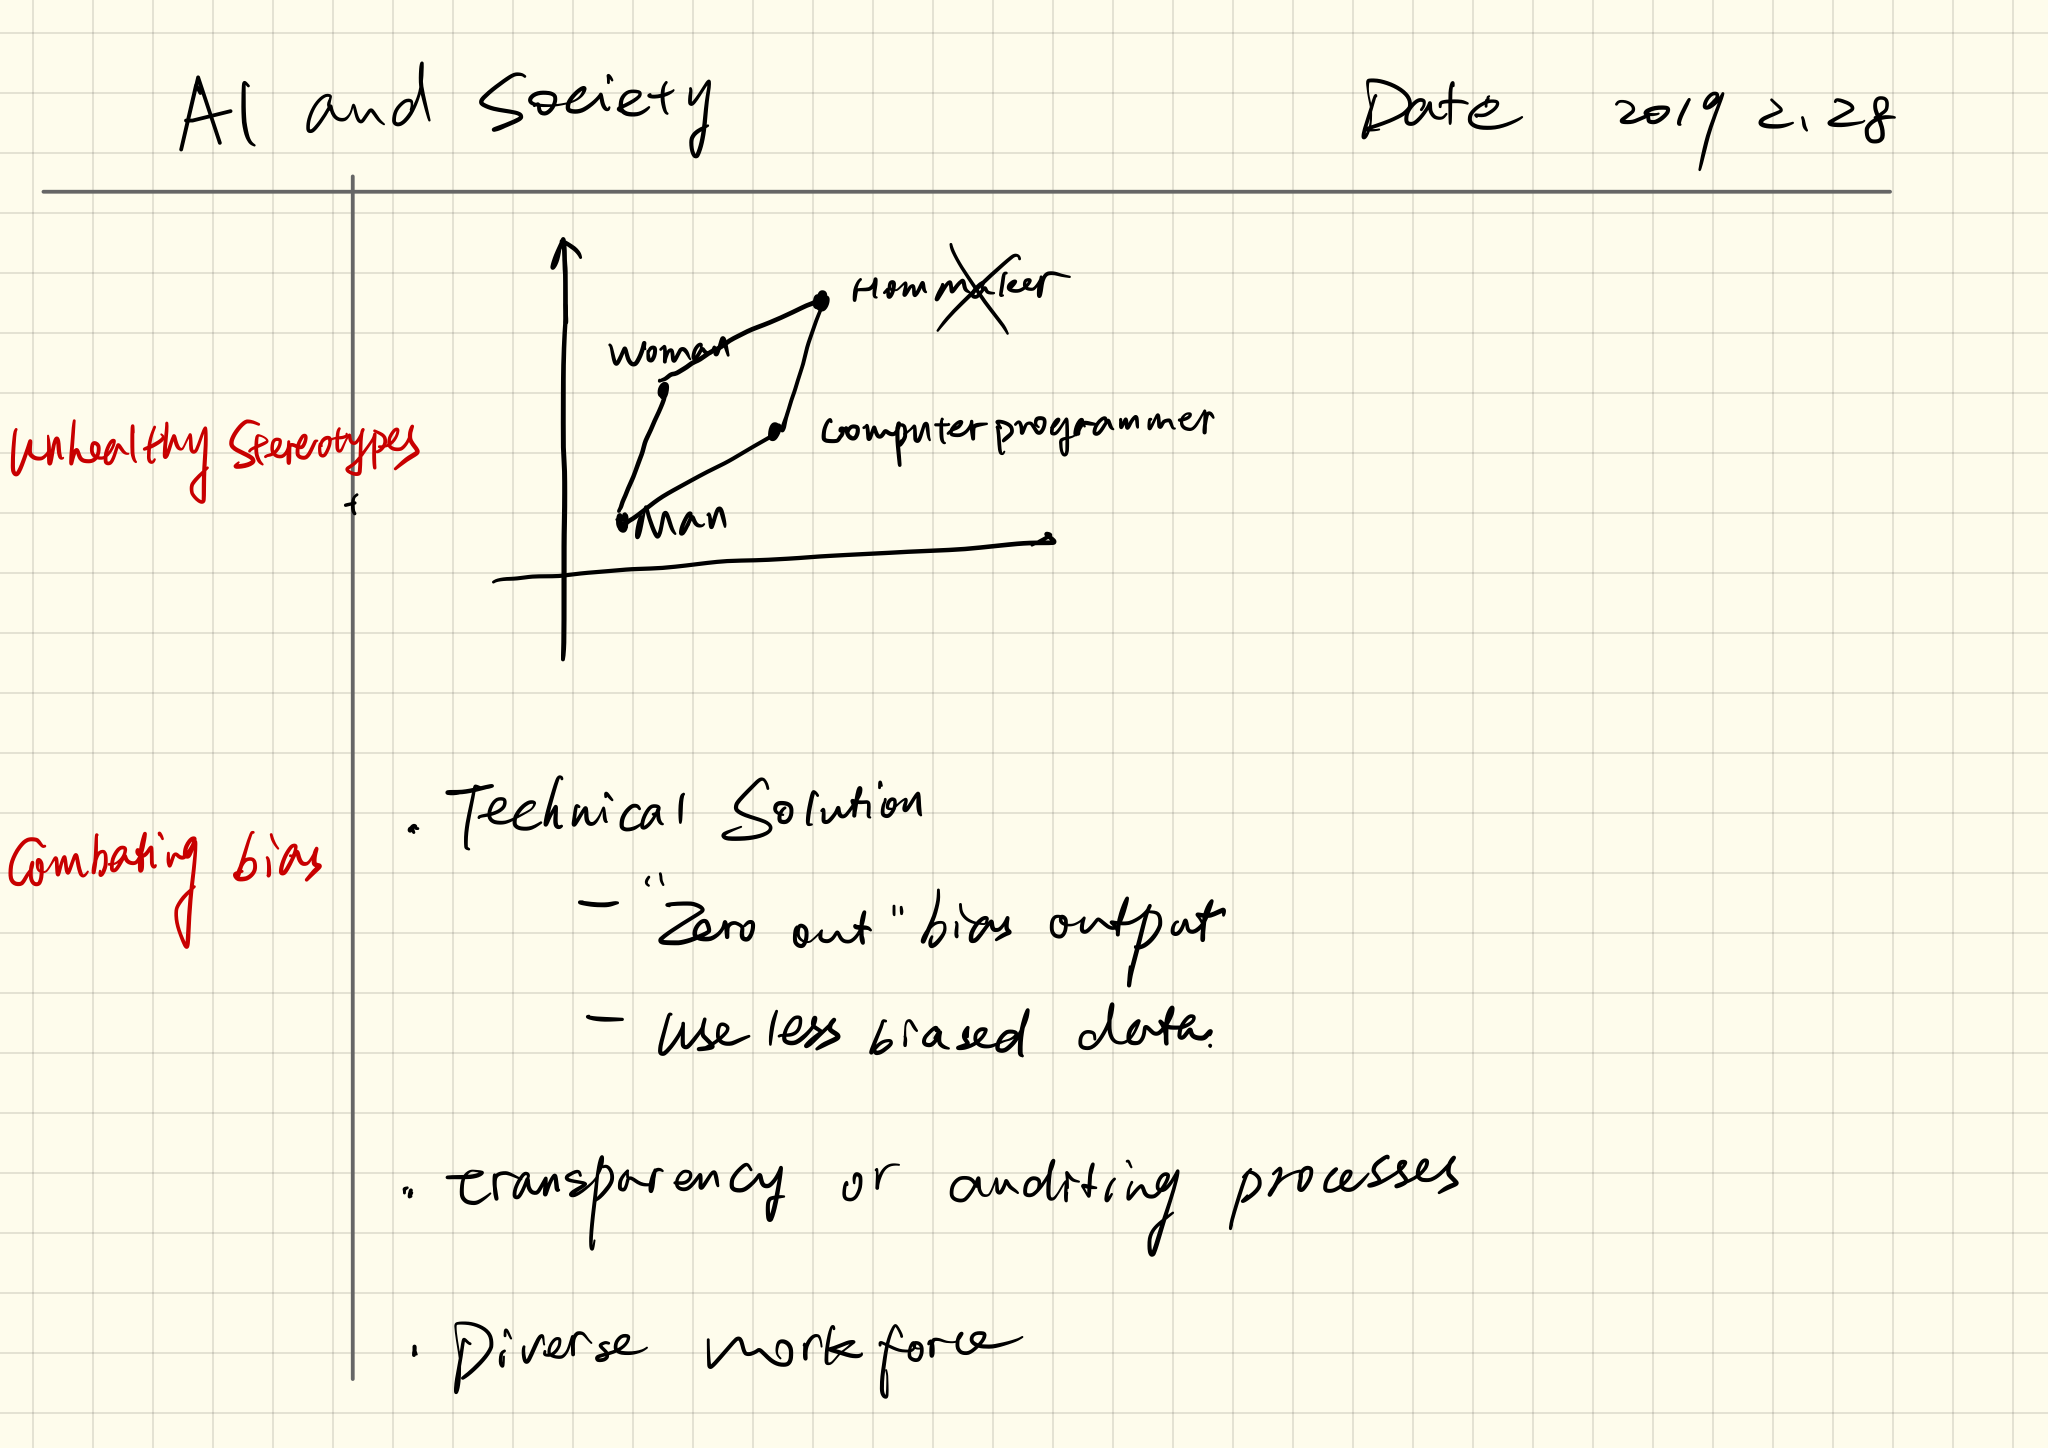 AI and Society
Date 2019 2.28
Unhealthy Stereotypes
Hommaker
Woman
Computer programmer
Man
Combating bias
· Technical Solution
- "Zero out" bias output
- use less biased data.
· transparency or auditing processes
· Diverse workforce